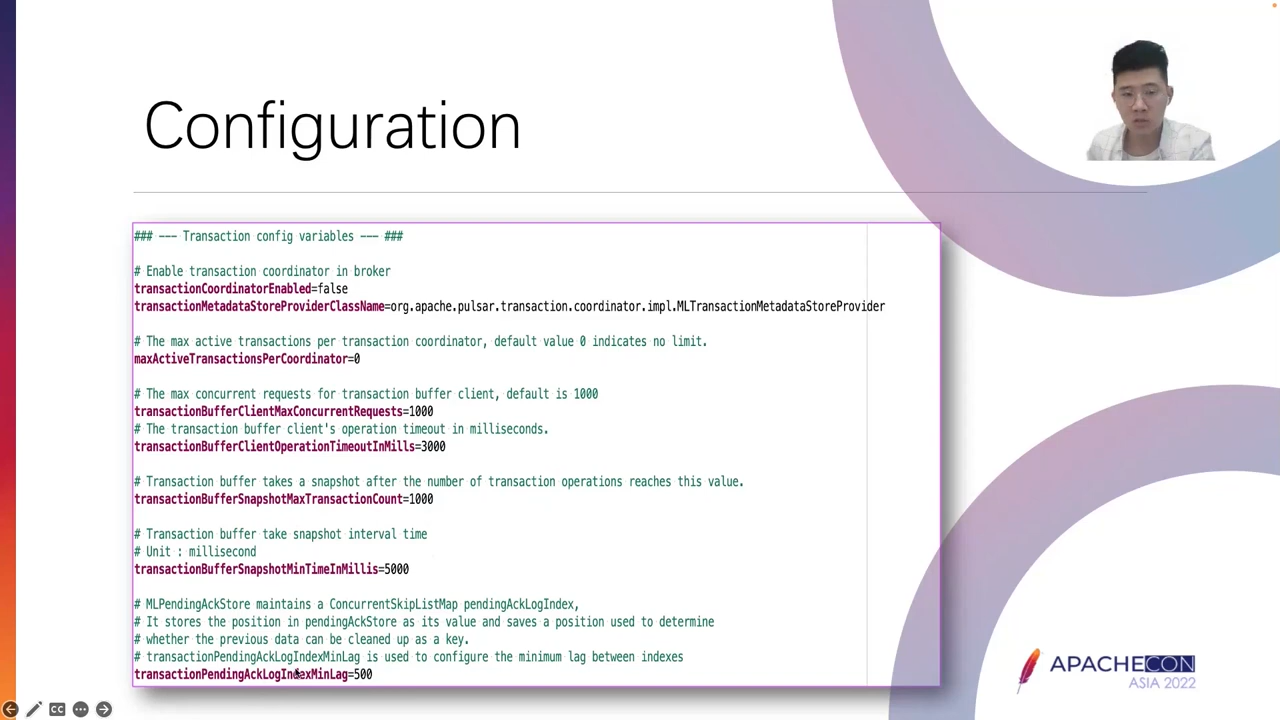 Configuration
### --- Transaction config variables --- ###
# Enable transaction coordinator in broker
transactionCoordinatorEnabled=false
transactionMetadataStoreProviderClassName=org.apache.pulsar.transaction.coordinator.impl.MLTransactionMetadataStoreProvider
# The max active transactions per transaction coordinator, default value 0 indicates no limit.
maxActiveTransactionsPerCoordinator=0
# The max concurrent requests for transaction buffer client, default is 1000
transactionBufferClientMaxConcurrentRequests=1000
# The transaction buffer client's operation timeout in milliseconds.
transactionBufferClientOperationTimeoutInMills=3000
# Transaction buffer takes a snapshot after the number of transaction operations reaches this value.
transactionBufferSnapshotMaxTransactionCount=1000
# Transaction buffer take snapshot interval time
# Unit : millisecond
transactionBufferSnapshotMinTimeInMillis=5000
# MLPendingAckStore maintains a ConcurrentSkipListMap pendingAckLogIndex,
# It stores the position in pendingAckStore as its value and saves a position used to determine
# whether the previous data can be cleaned up as a key.
# transactionPendingAckLogIndexMinLag is used to configure the minimum lag between indexes
transactionPendingAckLogIndexMinLag=500
APACHECON
ASIA 2022
CC